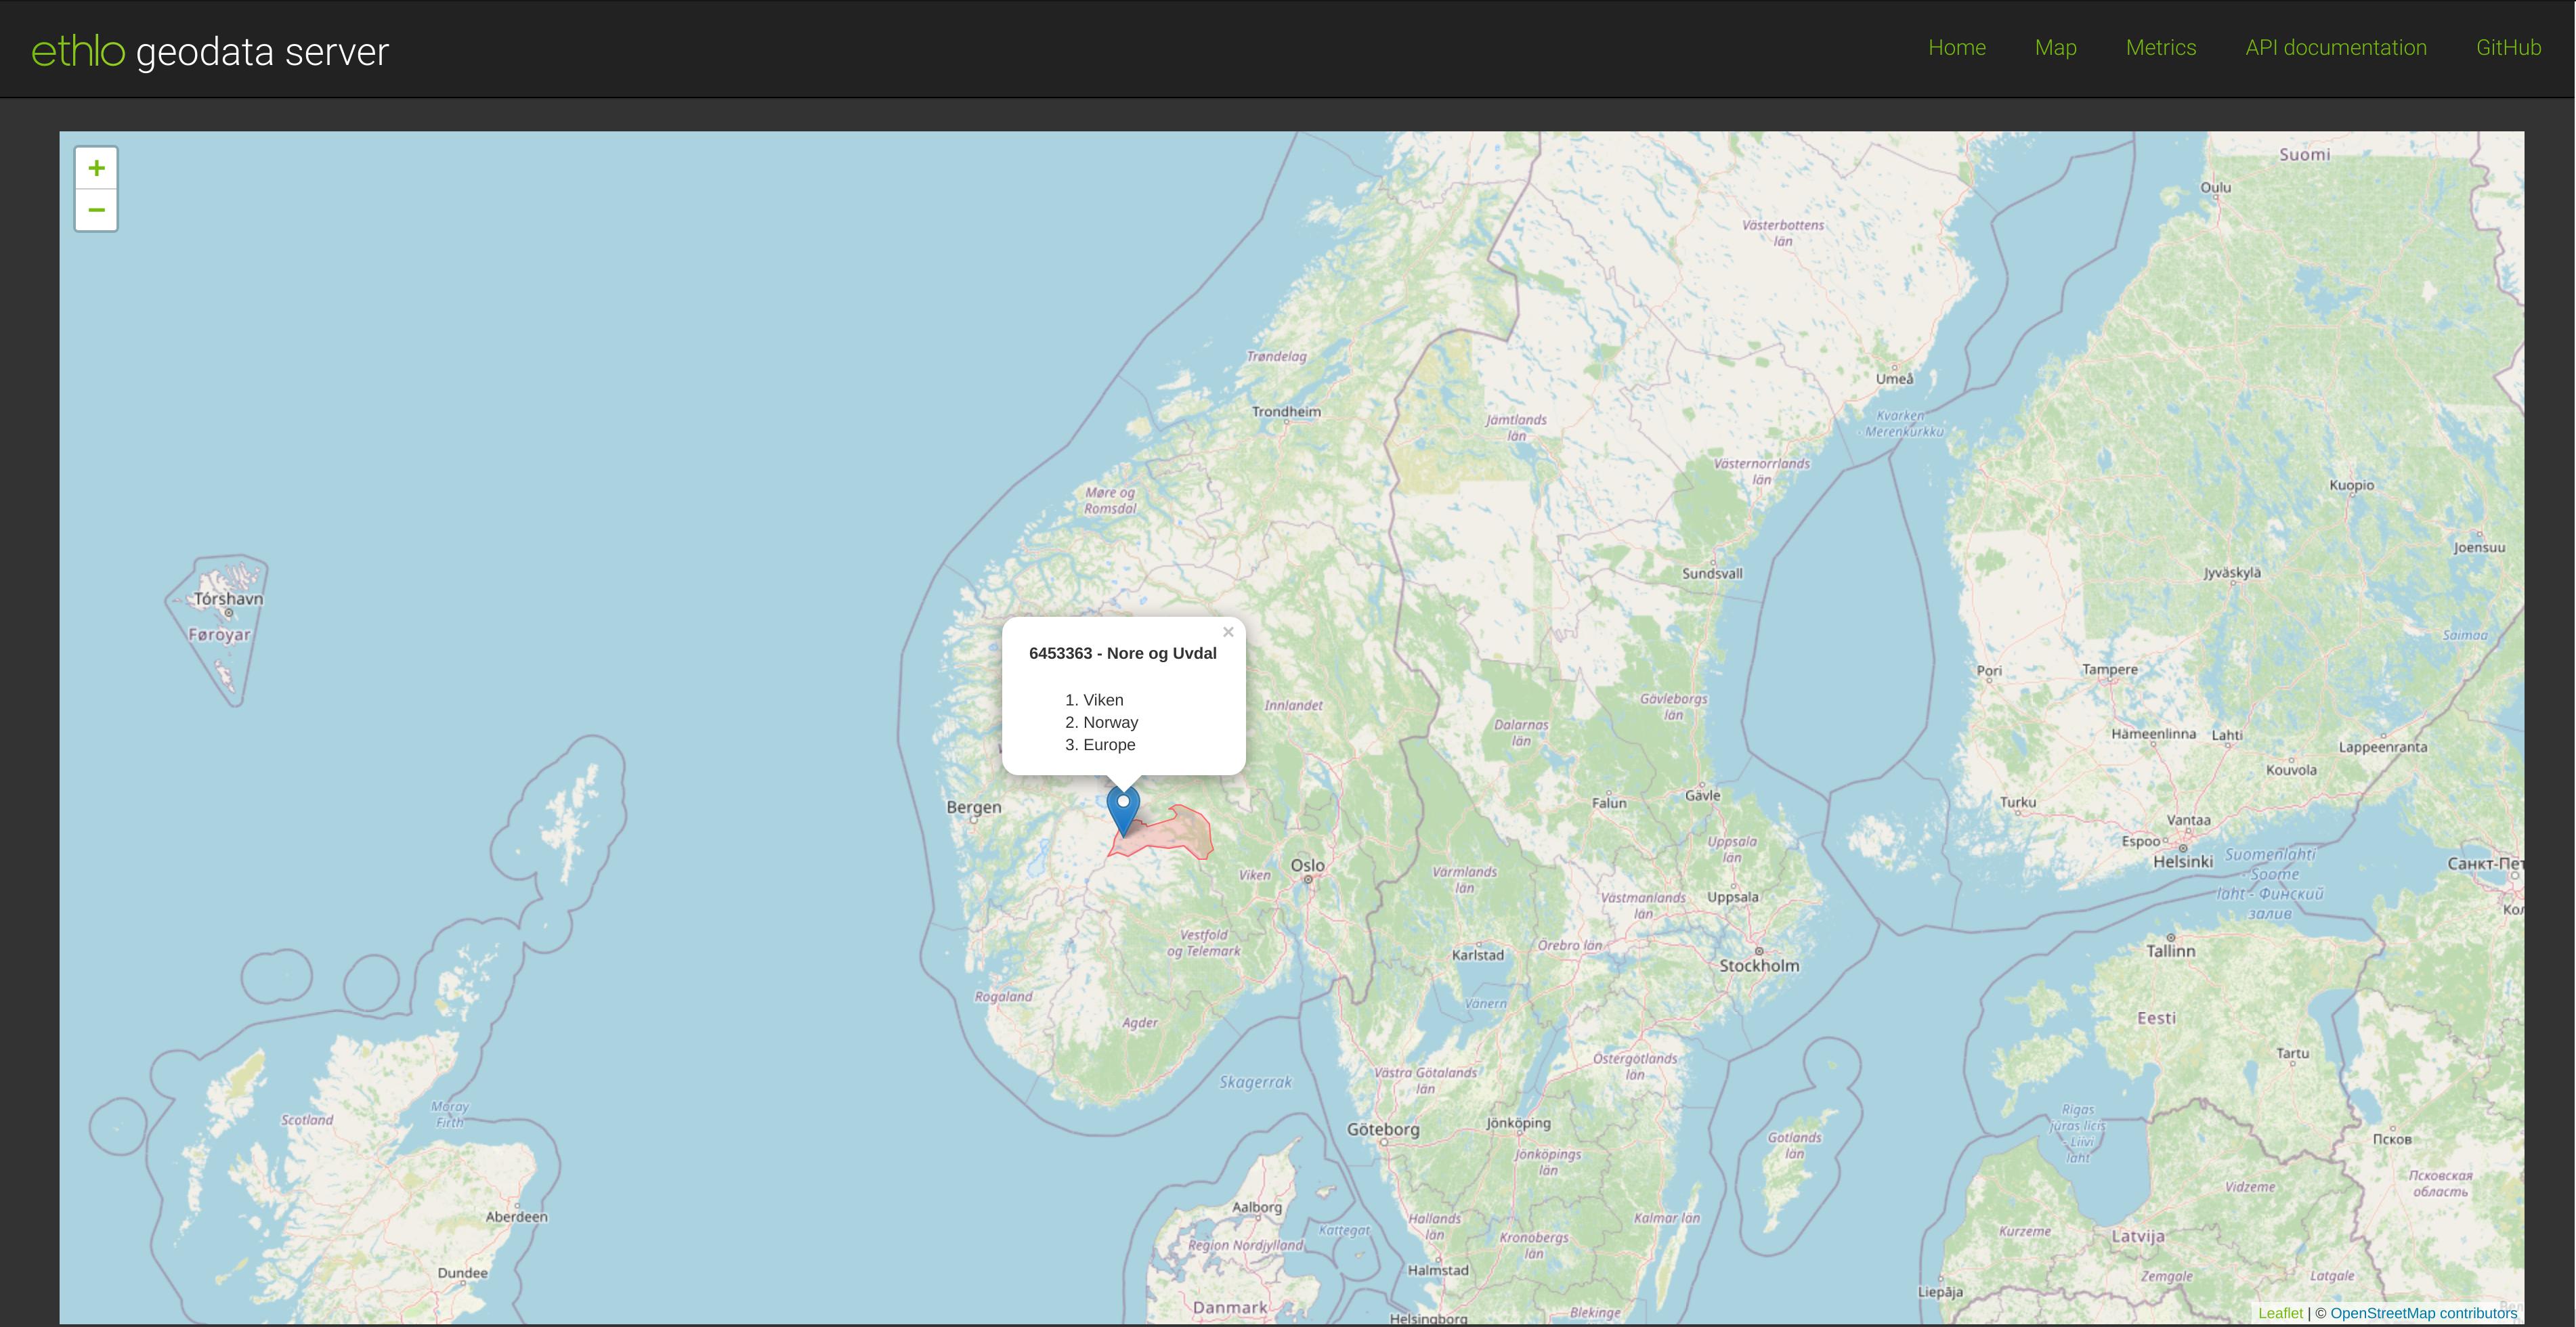 ethlo geodata server
Home Map Metrics API documentation GitHub
+
−
Suomi
Oulu
Västerbottens
län
Trøndelag
Umeå
Trondheim
Kvarken
- Merenkurkku
Jämtlands
län
Västernorrlands
län
Kuopio
Møre og
Romsdal
Joensuu
Sundsvall
Jyväskylä
Tórshavn
Føroyar
Saimaa
×
6453363 - Nore og Uvdal
1. Viken
2. Norway
3. Europe
Pori
Tampere
Innlandet
Gävleborgs
län
Dalarnas
län
Hämeenlinna
Lahti
Lappeenranta
Kouvola
Bergen
Falun
Gävle
Turku
Vantaa
Espoo
Helsinki
Uppsala
län
Suomenlahti
- Soome
laht - Финский
залив
Санкт-Пет
Oslo
Viken
Värmlands
län
Västmanlands
län
Uppsala
Кол
Vestfold
og Telemark
Örebro län
Karlstad
Stockholm
Tallinn
Rogaland
Vänern
Agder
Eesti
Tartu
Östergötlands
län
Skagerrak
Västra Götalands
län
Scotland
Moray
Firth
Göteborg
Jönköping
Rigas
jūras līcis
- Liivi
laht
Gotlands
län
Псков
Jönköpings
län
Псковская
область
Vidzeme
Aalborg
Aberdeen
Kattegat
Hallands
län
Kalmar län
Kurzeme
Latvija
Region Nordjylland
Kronobergs
län
Halmstad
Dundee
Zemgale
Latgale
Liepāja
Danmark
Helsingborg
Blekinge
Leaflet | © OpenStreetMap contributors